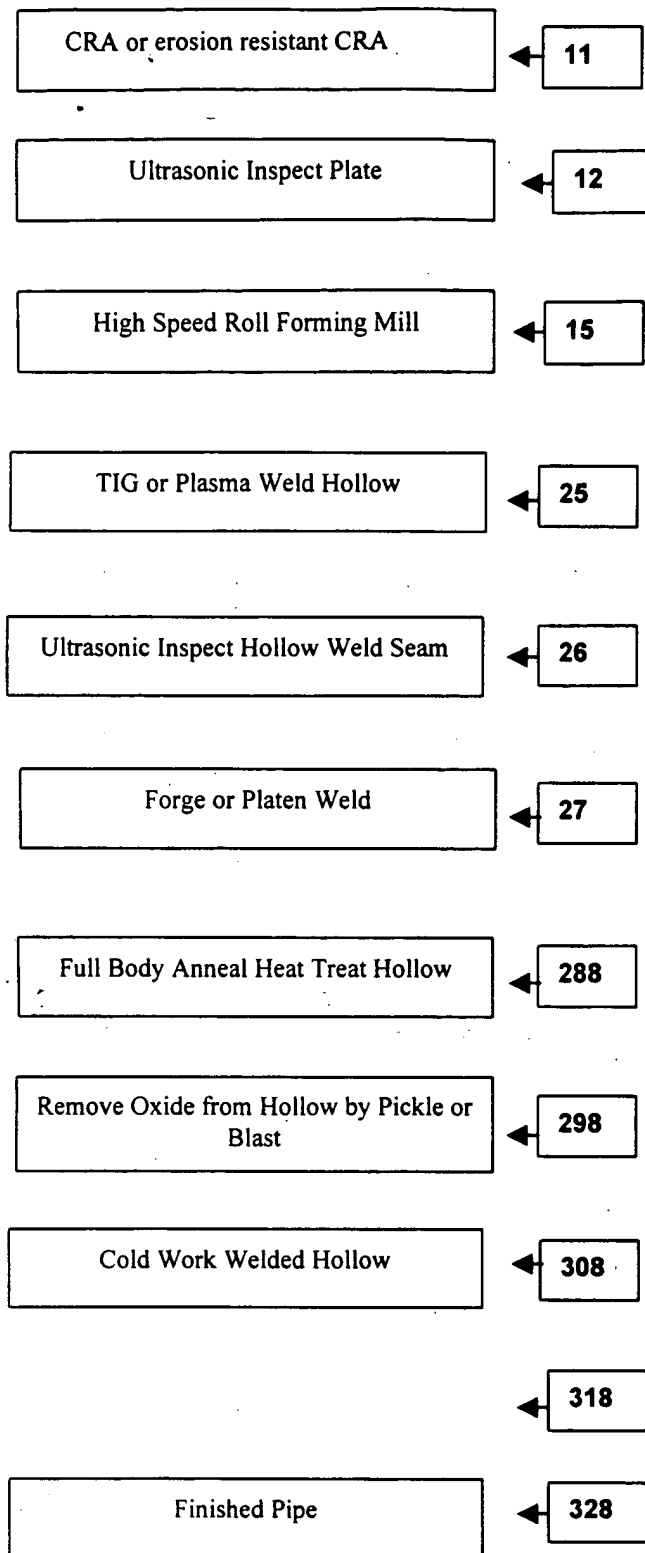 CRA or erosion resistant CRA
11
Ultrasonic Inspect Plate
12
High Speed Roll Forming Mill
15
TIG or Plasma Weld Hollow
25
Ultrasonic Inspect Hollow Weld Seam
26
Forge or Platen Weld
27
Full Body Anneal Heat Treat Hollow
288
Remove Oxide from Hollow by Pickle or
Blast
298
Cold Work Welded Hollow
308
318
Finished Pipe
328